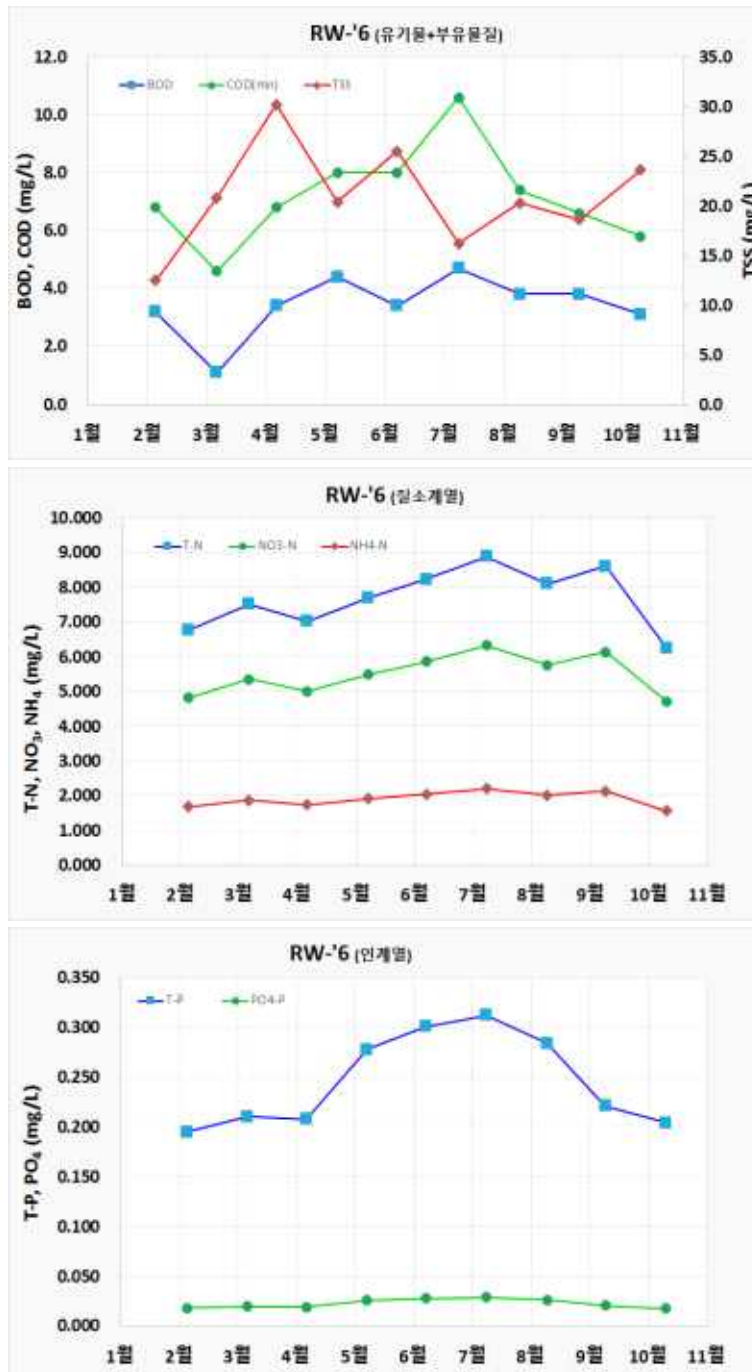 RW-'6 (유기물+부유물질)
BOD COD(mn) TSS
BOD, COD (mg/L)
TSS (mg/L)
12.0
10.0
8.0
6.0
4.0
2.0
0.0
35.0
30.0
25.0
20.0
15.0
10.0
5.0
0.0
1월 2월 3월 4월 5월 6월 7월 8월 9월 10월 11월
RW-'6 (질소계열)
T-N NO3-N NH4-N
T-N, NO₃, NH₄ (mg/L)
10.000
9.000
8.000
7.000
6.000
5.000
4.000
3.000
2.000
1.000
0.000
1월 2월 3월 4월 5월 6월 7월 8월 9월 10월 11월
RW-'6 (인계열)
T-P PO4-P
T-P, PO₄ (mg/L)
0.350
0.300
0.250
0.200
0.150
0.100
0.050
0.000
1월 2월 3월 4월 5월 6월 7월 8월 9월 10월 11월